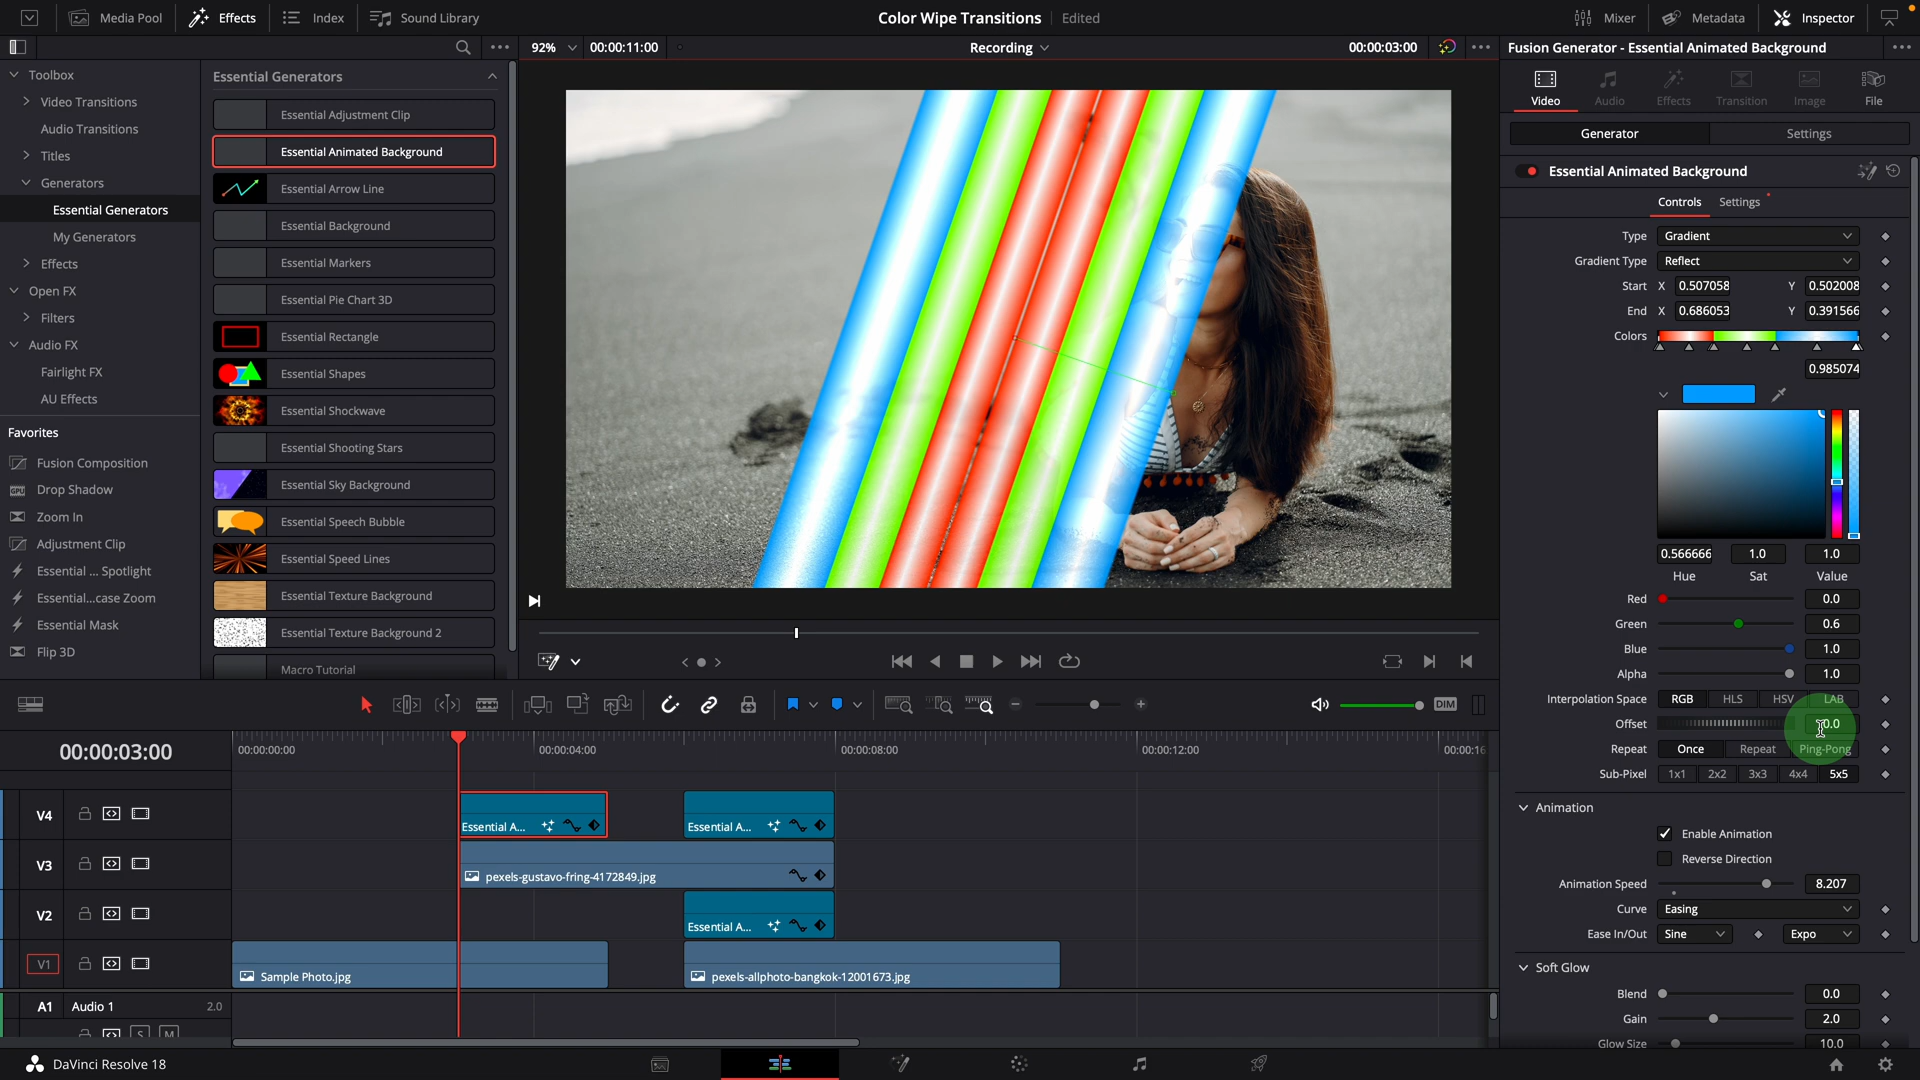 Media Pool
Effects
Index
Sound Library
Color Wipe Transitions
Edited
Mixer
Metadata
Inspector
92%
00:00:11:00
Recording
00:00:03:00
Fusion Generator - Essential Animated Background
Toolbox
Video Transitions
Audio Transitions
Titles
Generators
Essential Generators
My Generators
Effects
Open FX
Filters
Audio FX
Fairlight FX
AU Effects
Favorites
Fusion Composition
Drop Shadow
Zoom In
Adjustment Clip
Essential ... Spotlight
Essential...case Zoom
Essential Mask
Flip 3D
Essential Generators
Essential Adjustment Clip
Essential Animated Background
Essential Arrow Line
Essential Background
Essential Markers
Essential Pie Chart 3D
Essential Rectangle
Essential Shapes
Essential Shockwave
Essential Shooting Stars
Essential Sky Background
Essential Speech Bubble
Essential Speed Lines
Essential Texture Background
Essential Texture Background 2
Macro Tutorial
Video
Audio
Effects
Transition
Image
File
Generator
Settings
Essential Animated Background
Controls
Settings
Type Gradient
Gradient Type Reflect
Start X 0.507058 Y 0.502008
End X 0.686053 Y 0.391566
Colors
0.985074
0.566666 1.0 1.0
Hue Sat Value
Red 0.0
Green 0.6
Blue 1.0
Alpha 1.0
Interpolation Space RGB HLS HSV LAB
Offset 0.0
Repeat Once Repeat Ping-Pong
Sub-Pixel 1x1 2x2 3x3 4x4 5x5
Animation
Enable Animation
Reverse Direction
Animation Speed 8.207
Curve Easing
Ease In/Out Sine Expo
Soft Glow
Blend 0.0
Gain 2.0
Glow Size 10.0
DIM
00:00:03:00
00:00:00:00
00:00:04:00
00:00:08:00
00:00:12:00
00:00:16
V4
Essential A...
Essential A...
V3
pexels-gustavo-fring-4172849.jpg
V2
Essential A...
V1
Sample Photo.jpg
pexels-allphoto-bangkok-12001673.jpg
A1 Audio 1 2.0
S M
DaVinci Resolve 18